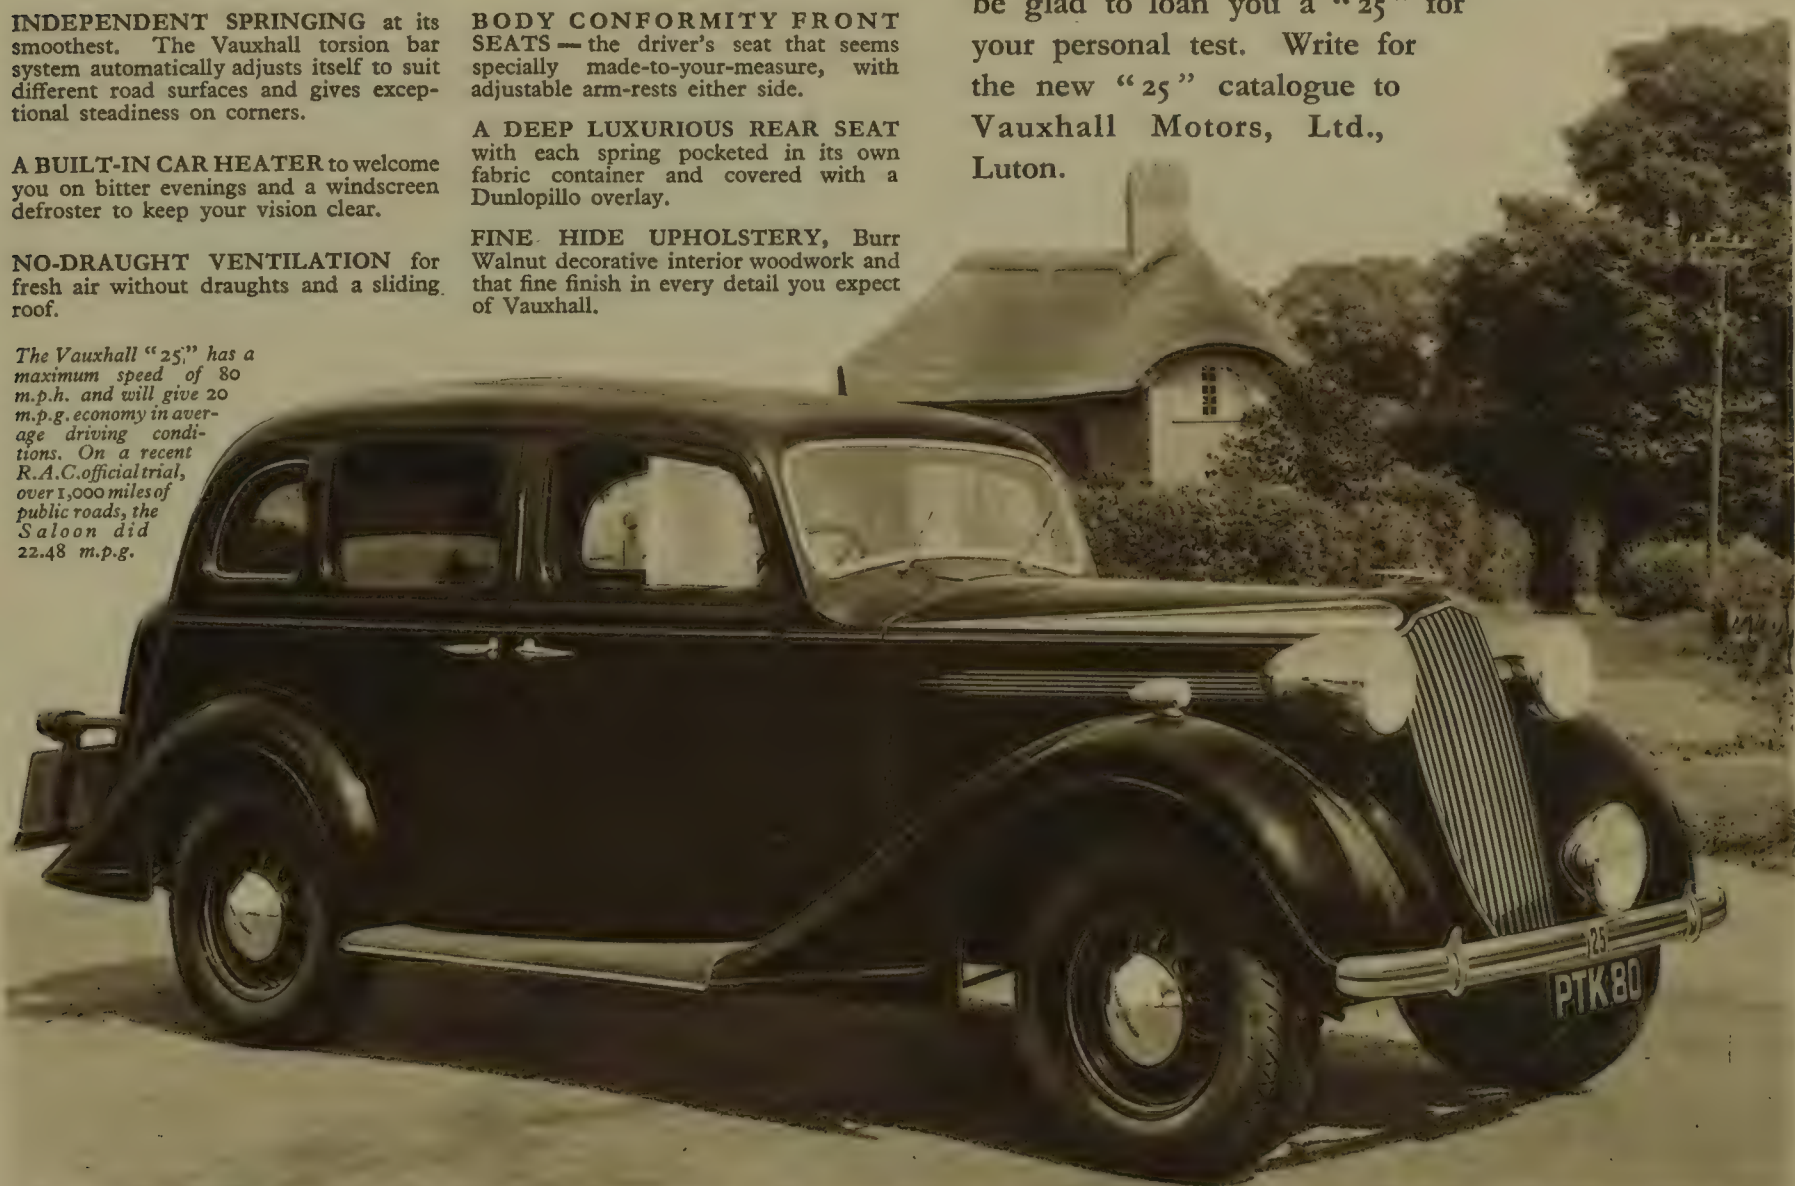 INDEPENDENT SPRINGING at its
smoothest. The Vauxhall torsion bar
system automatically adjusts itself to suit
different road surfaces and gives excep-
tional steadiness on corners.
A BUILT-IN CAR HEATER to welcome
you on bitter evenings and a windscreen
defroster to keep your vision clear.
NO-DRAUGHT VENTILATION for
fresh air without draughts and a sliding
roof.
The Vauxhall "25," has a
maximum speed of 80
m.p.h. and will give 20
m.p.g. economy in aver-
age driving condi-
tions. On a recent
R.A.C. official trial,
over 1,000 miles of
public roads, the
Saloon did
22.48 m.p.g.
BODY CONFORMITY FRONT
SEATS — the driver's seat that seems
specially made-to-your-measure, with
adjustable arm-rests either side.
A DEEP LUXURIOUS REAR SEAT
with each spring pocketed in its own
fabric container and covered with a
Dunlopillo overlay.
FINE HIDE UPHOLSTERY, Burr
Walnut decorative interior woodwork and
that fine finish in every detail you expect
of Vauxhall.
be glad to loan you a "25" for
your personal test. Write for
the new "25" catalogue to
Vauxhall Motors, Ltd.,
Luton.
25
PTK 80